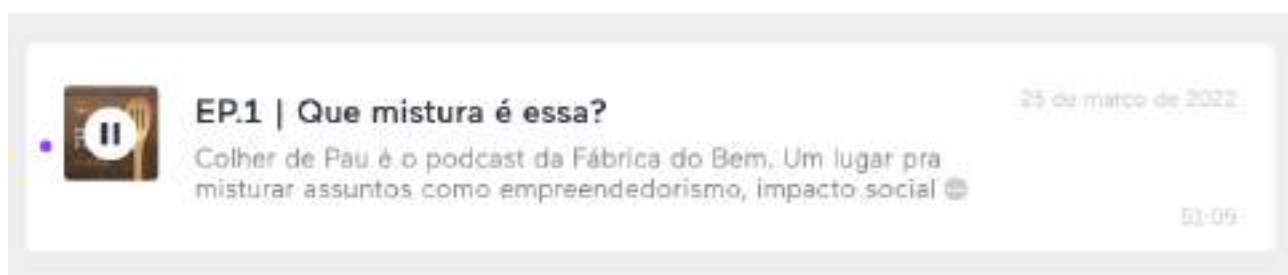 EP.1 | Que mistura é essa?
25 de março de 2022
Colher de Pau é o podcast da Fábrica do Bem. Um lugar pra
misturar assuntos como empreendedorismo, impacto social
51:09